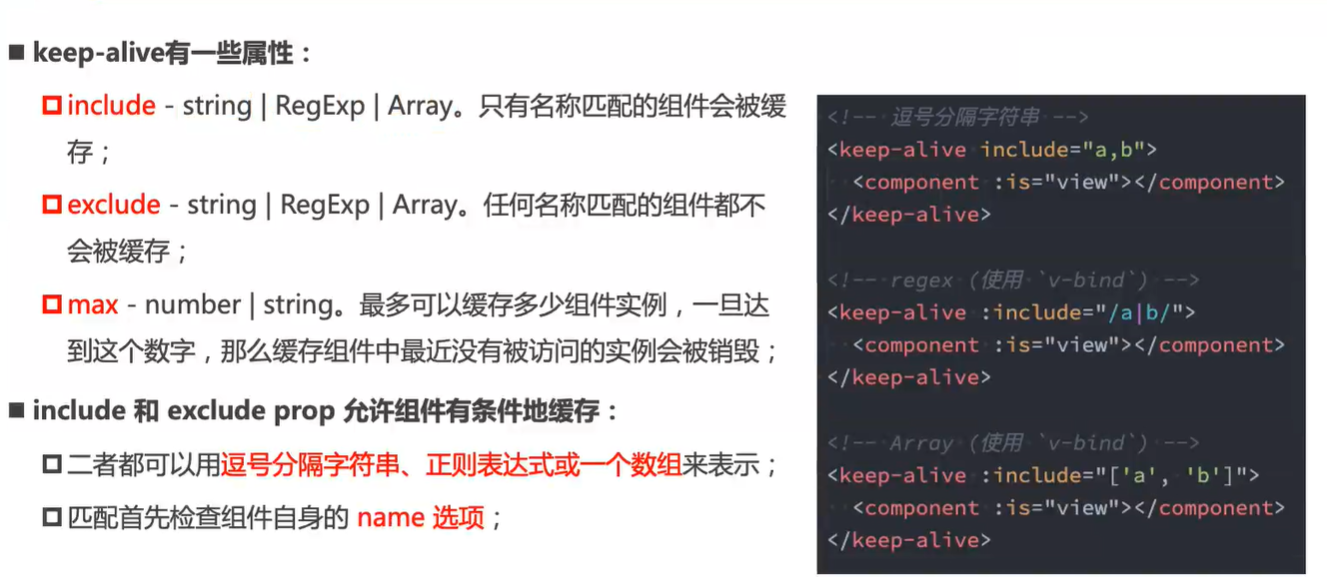 ■ keep-alive有一些属性：
include - string | RegExp | Array。只有名称匹配的组件会被缓
存；
exclude - string | RegExp | Array。任何名称匹配的组件都不
会被缓存；
max - number | string。最多可以缓存多少组件实例，一旦达
到这个数字，那么缓存组件中最近没有被访问的实例会被销毁；
■ include 和 exclude prop 允许组件有条件地缓存：
二者都可以用逗号分隔字符串、正则表达式或一个数组来表示；
匹配首先检查组件自身的 name 选项；
<!-- 逗号分隔字符串 -->
<keep-alive include="a,b">
  <component :is="view"></component>
</keep-alive>
<!-- regex (使用 `v-bind`) -->
<keep-alive :include="/a|b/">
  <component :is="view"></component>
</keep-alive>
<!-- Array (使用 `v-bind`) -->
<keep-alive :include="['a', 'b']">
  <component :is="view"></component>
</keep-alive>